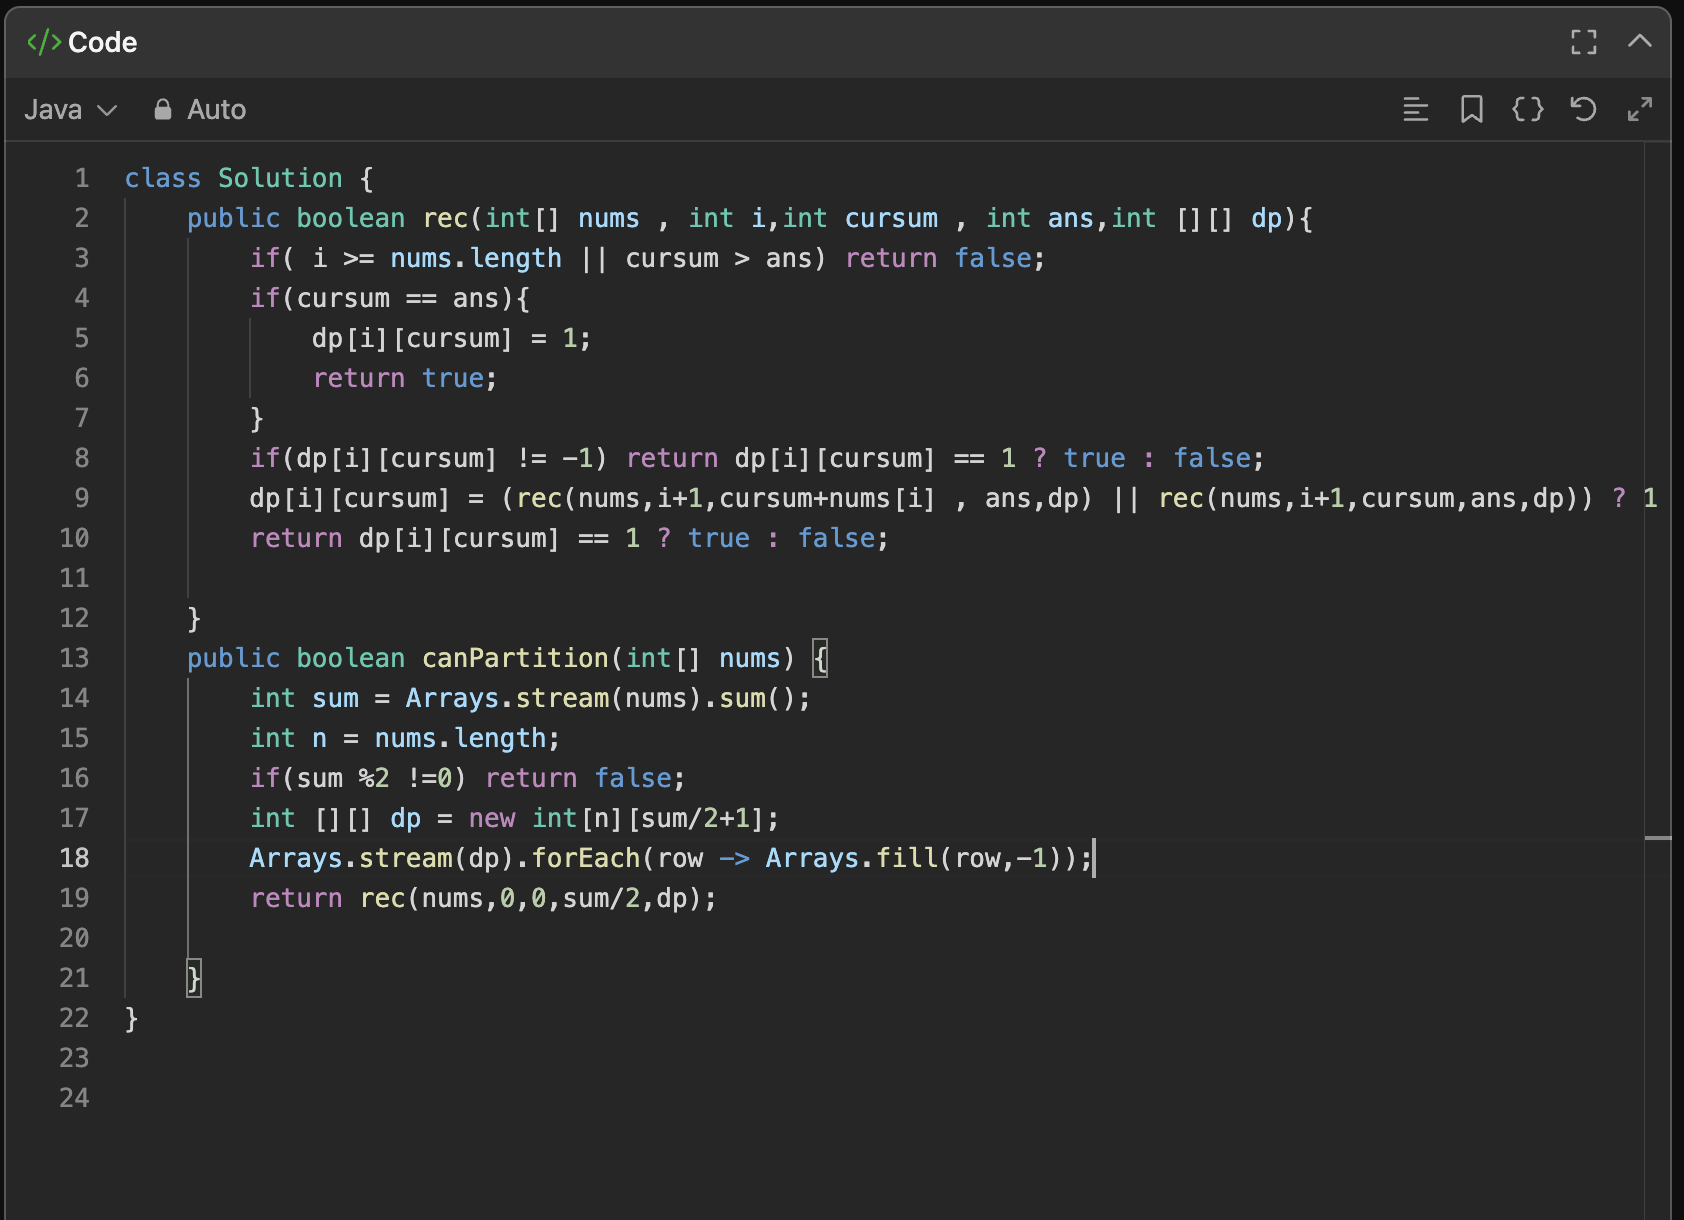 </> Code
Java Auto
1 class Solution {
2     public boolean rec(int[] nums , int i,int cursum , int ans,int [][] dp){
3         if( i >= nums.length || cursum > ans) return false;
4         if(cursum == ans){
5             dp[i][cursum] = 1;
6             return true;
7         }
8         if(dp[i][cursum] != -1) return dp[i][cursum] == 1 ? true : false;
9         dp[i][cursum] = (rec(nums,i+1,cursum+nums[i] , ans,dp) || rec(nums,i+1,cursum,ans,dp)) ? 1
10         return dp[i][cursum] == 1 ? true : false;
11
12     }
13     public boolean canPartition(int[] nums) {
14         int sum = Arrays.stream(nums).sum();
15         int n = nums.length;
16         if(sum %2 !=0) return false;
17         int [][] dp = new int[n][sum/2+1];
18         Arrays.stream(dp).forEach(row -> Arrays.fill(row,-1));
19         return rec(nums,0,0,sum/2,dp);
20
21     }
22 }
23
24